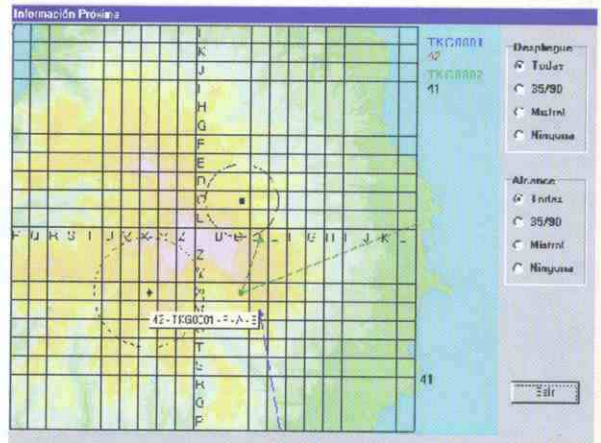 Información Próxima
TKG0001
42
TKG0002
41
Despliegue
Todas
35/90
Mistral
Ninguna
Alcance
Todas
35/90
Mistral
Ninguna
K
J
I
H
G
F
E
D
C
L
Z
42 - TKG0001 - F - A - E
T
S
R
Q
P
41
Salir